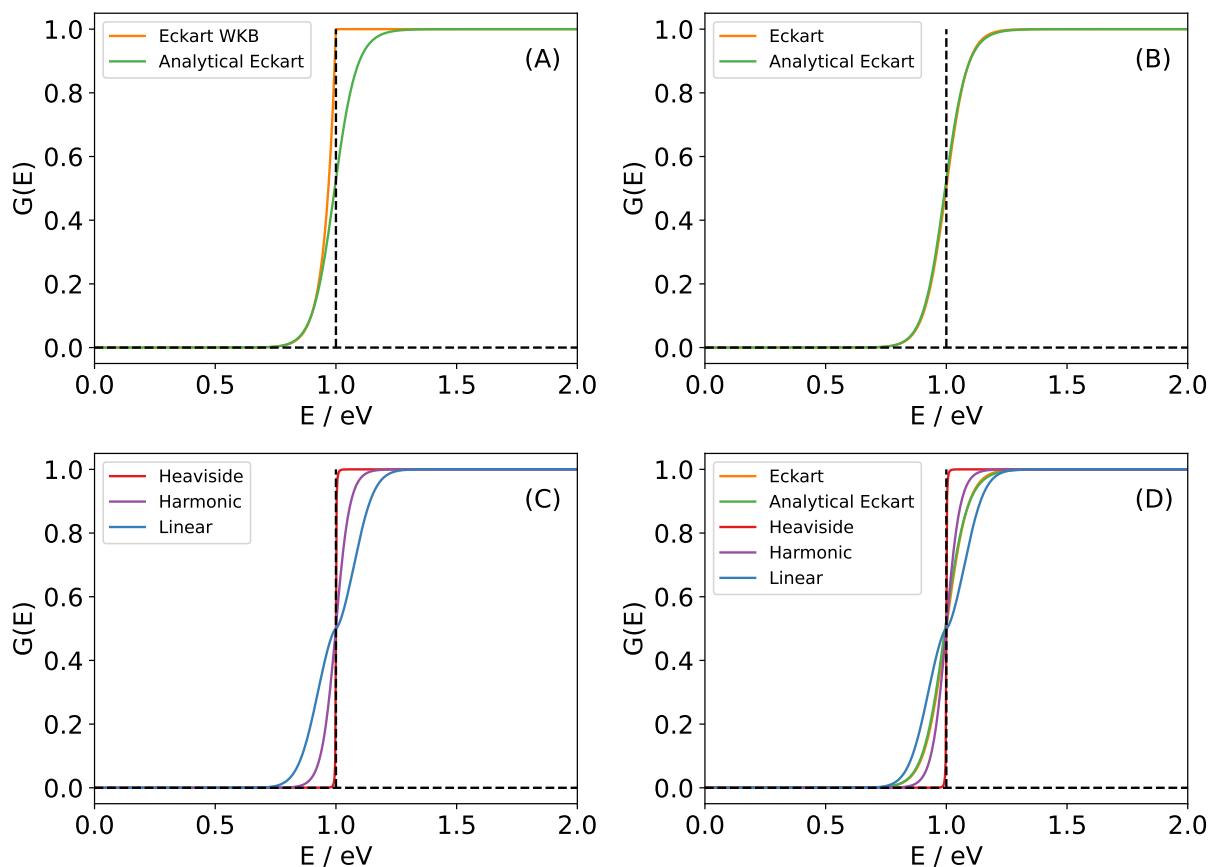 Eckart WKB
Analytical Eckart
(A)
G(E)
1.0
0.8
0.6
0.4
0.2
0.0
0.0 0.5 1.0 1.5 2.0
E / eV
Eckart
Analytical Eckart
(B)
G(E)
1.0
0.8
0.6
0.4
0.2
0.0
0.0 0.5 1.0 1.5 2.0
E / eV
Heaviside
Harmonic
Linear
(C)
G(E)
1.0
0.8
0.6
0.4
0.2
0.0
0.0 0.5 1.0 1.5 2.0
E / eV
Eckart
Analytical Eckart
Heaviside
Harmonic
Linear
(D)
G(E)
1.0
0.8
0.6
0.4
0.2
0.0
0.0 0.5 1.0 1.5 2.0
E / eV